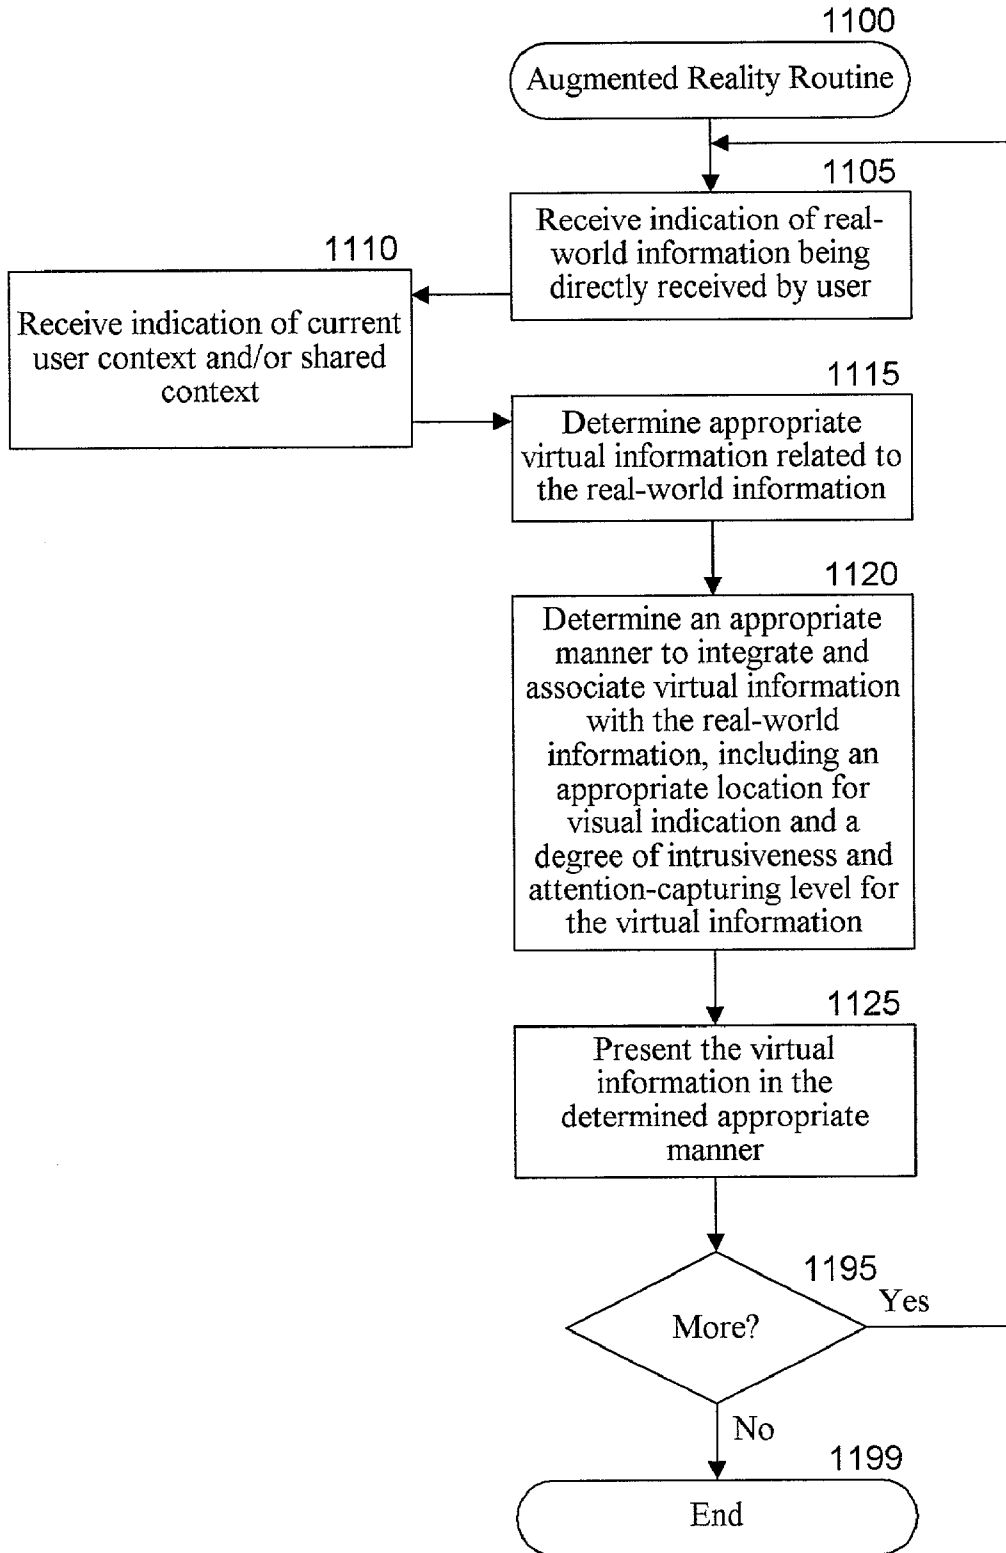 1100
Augmented Reality Routine
1105
Receive indication of real-
world information being
directly received by user
1110
Receive indication of current
user context and/or shared
context
1115
Determine appropriate
virtual information related to
the real-world information
1120
Determine an appropriate
manner to integrate and
associate virtual information
with the real-world
information, including an
appropriate location for
visual indication and a
degree of intrusiveness and
attention-capturing level for
the virtual information
1125
Present the virtual
information in the
determined appropriate
manner
1195
More?
Yes
No
1199
End